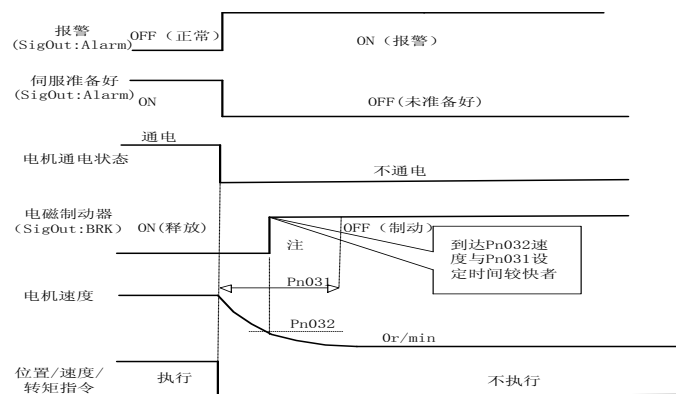 报警
(SigOut:Alarm)
OFF（正常）
ON（报警）
伺服准备好
(SigOut:Alarm)
ON
OFF(未准备好)
通电
电机通电状态
不通电
电磁制动器
（SigOut:BRK）
ON(释放)
注
OFF（制动）
到达Pn032速
度与Pn031设
定时间较快者
Pn031
电机速度
Pn032
0r/min
位置/速度/
转矩指令
执行
不执行